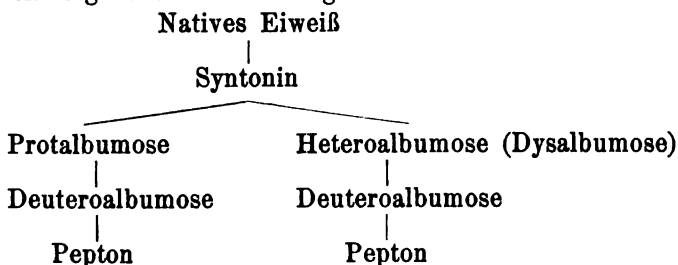 Natives Eiweiß
Syntonin
Protalbumose Heteroalbumose (Dysalbumose)
Deuteroalbumose Deuteroalbumose
Pepton Pepton